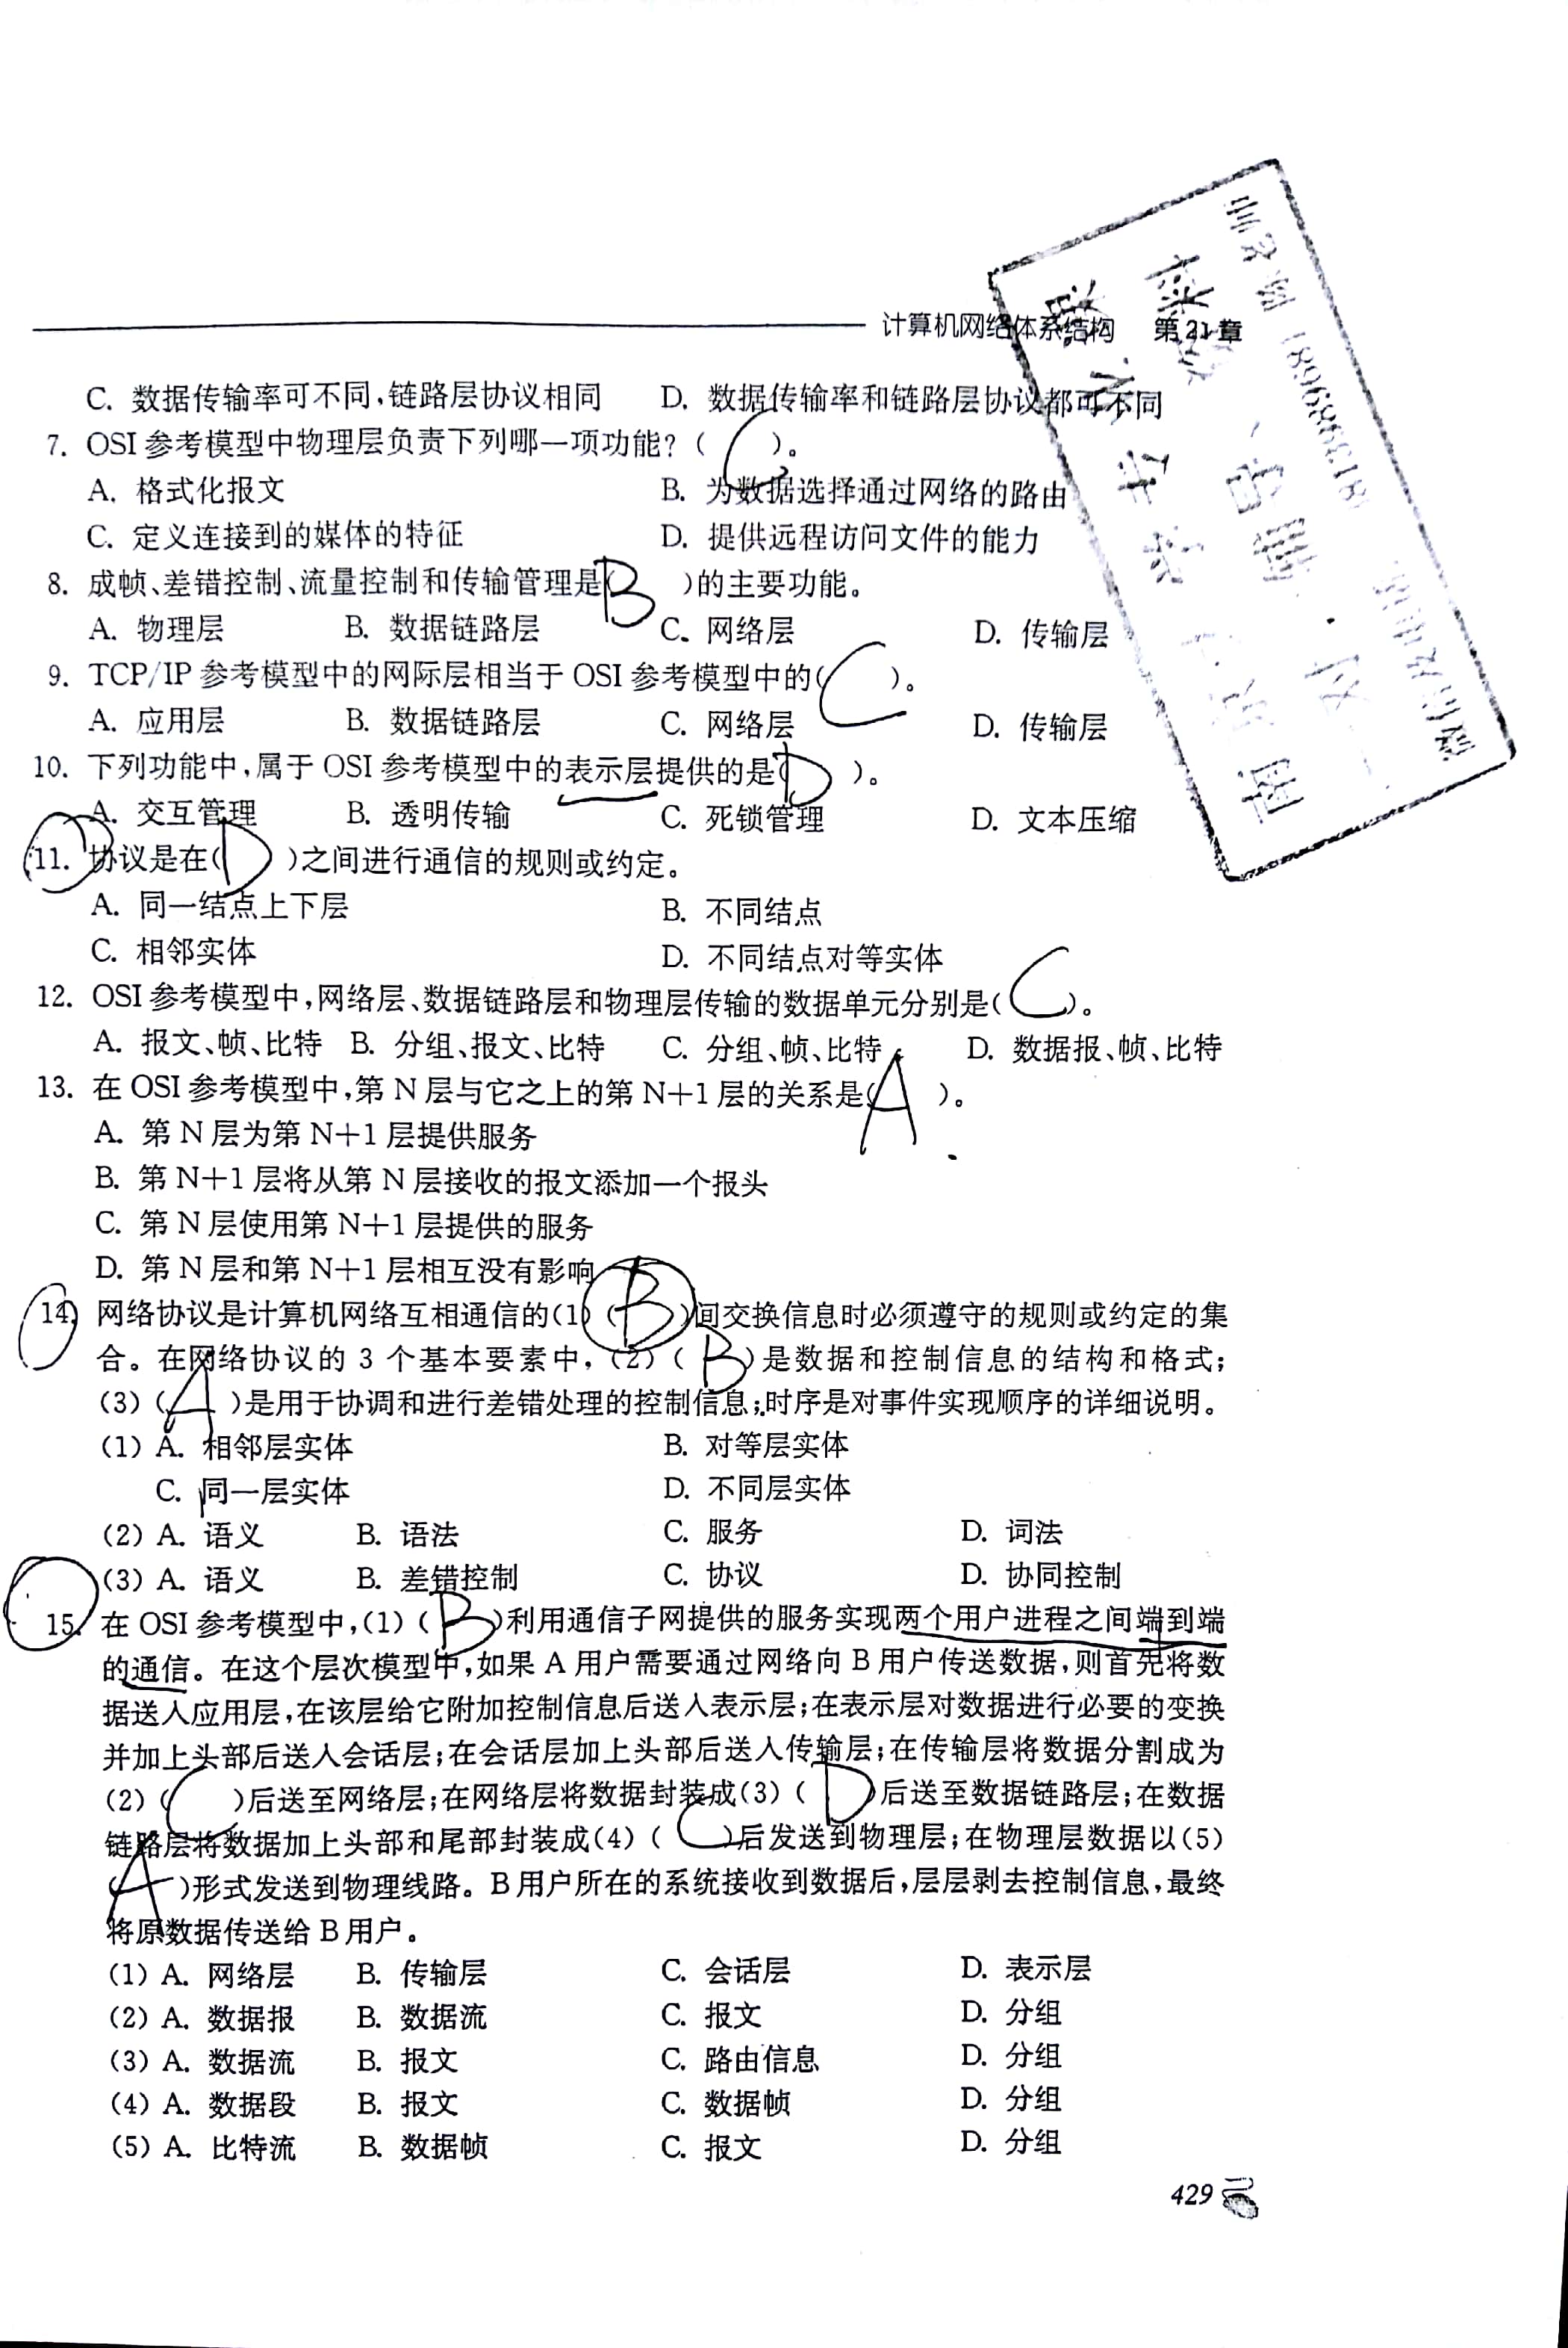 计算机网络体系结构 第21章
C. 数据传输率可不同,链路层协议相同 D. 数据传输率和链路层协议都可不同
7. OSI 参考模型中物理层负责下列哪一项功能?( C )。
A. 格式化报文 B. 为数据选择通过网络的路由
C. 定义连接到的媒体的特征 D. 提供远程访问文件的能力
8. 成帧、差错控制、流量控制和传输管理是( B )的主要功能。
A. 物理层 B. 数据链路层 C. 网络层 D. 传输层
9. TCP/IP 参考模型中的网际层相当于 OSI 参考模型中的( C )。
A. 应用层 B. 数据链路层 C. 网络层 D. 传输层
10. 下列功能中,属于 OSI 参考模型中的表示层提供的是( D )。
A. 交互管理 B. 透明传输 C. 死锁管理 D. 文本压缩
11. 协议是在( D )之间进行通信的规则或约定。
A. 同一结点上下层 B. 不同结点
C. 相邻实体 D. 不同结点对等实体
12. OSI 参考模型中,网络层、数据链路层和物理层传输的数据单元分别是( C )。
A. 报文、帧、比特 B. 分组、报文、比特 C. 分组、帧、比特 D. 数据报、帧、比特
13. 在 OSI 参考模型中,第 N 层与它之上的第 N+1 层的关系是( A )。
A. 第 N 层为第 N+1 层提供服务
B. 第 N+1 层将从第 N 层接收的报文添加一个报头
C. 第 N 层使用第 N+1 层提供的服务
D. 第 N 层和第 N+1 层相互没有影响
14. 网络协议是计算机网络互相通信的(1)( B )间交换信息时必须遵守的规则或约定的集
合。在网络协议的 3 个基本要素中,(2)( B )是数据和控制信息的结构和格式;
(3)( A )是用于协调和进行差错处理的控制信息;时序是对事件实现顺序的详细说明。
(1) A. 相邻层实体 B. 对等层实体
C. 同一层实体 D. 不同层实体
(2) A. 语义 B. 语法 C. 服务 D. 词法
(3) A. 语义 B. 差错控制 C. 协议 D. 协同控制
15. 在 OSI 参考模型中,(1)( B )利用通信子网提供的服务实现两个用户进程之间端到端
的通信。在这个层次模型中,如果 A 用户需要通过网络向 B 用户传送数据,则首先将数
据送入应用层,在该层给它附加控制信息后送入表示层;在表示层对数据进行必要的变换
并加上头部后送入会话层;在会话层加上头部后送入传输层;在传输层将数据分割成为
(2)( C )后送至网络层;在网络层将数据封装成(3)( D )后送至数据链路层;在数据
链路层将数据加上头部和尾部封装成(4)( C )后发送到物理层;在物理层数据以(5)
( A )形式发送到物理线路。B 用户所在的系统接收到数据后,层层剥去控制信息,最终
将原数据传送给 B 用户。
(1) A. 网络层 B. 传输层 C. 会话层 D. 表示层
(2) A. 数据报 B. 数据流 C. 报文 D. 分组
(3) A. 数据流 B. 报文 C. 路由信息 D. 分组
(4) A. 数据段 B. 报文 C. 数据帧 D. 分组
(5) A. 比特流 B. 数据帧 C. 报文 D. 分组
429